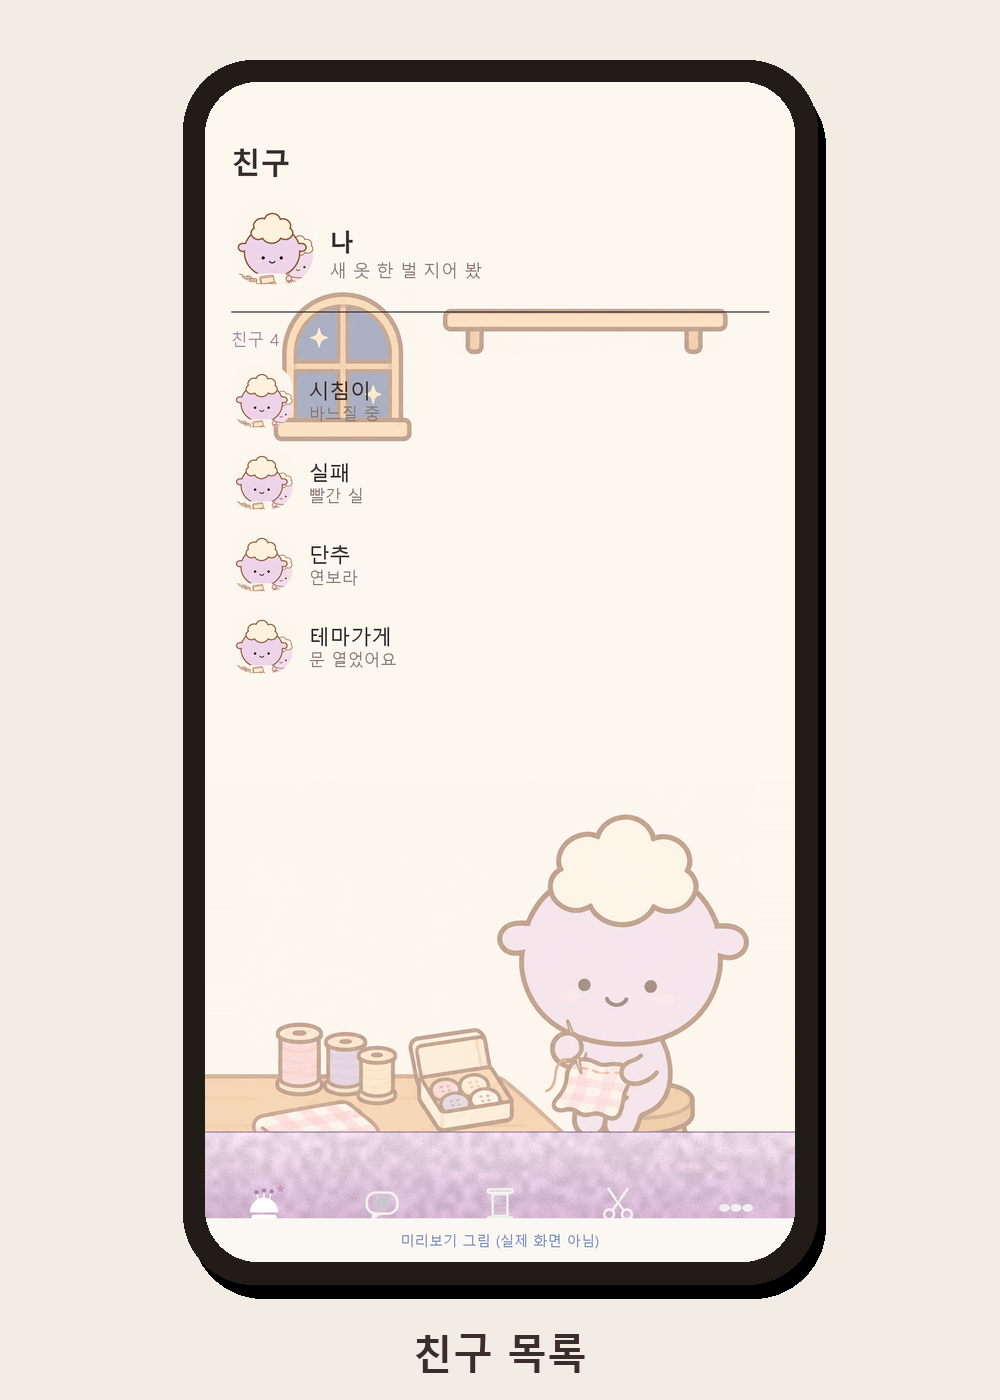 친구
나
새 옷 한 벌 지어 봤
친구 4
시침이
바느질 중
실패
빨간 실
단추
연보라
테마가게
문 열었어요
미리보기 그림 (실제 화면 아님)
친구 목록